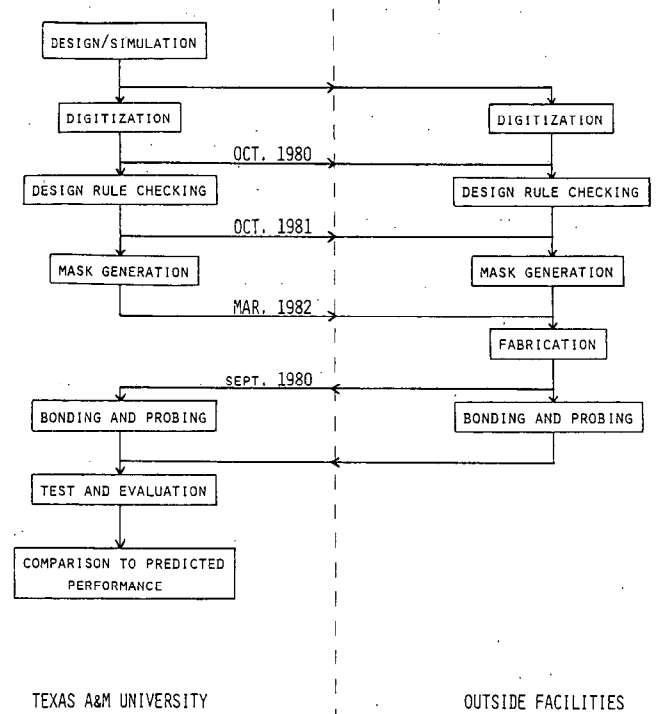 DESIGN/SIMULATION
DIGITIZATION
DIGITIZATION
OCT. 1980
DESIGN RULE CHECKING
DESIGN RULE CHECKING
OCT. 1981
MASK GENERATION
MASK GENERATION
MAR. 1982
FABRICATION
SEPT. 1980
BONDING AND PROBING
BONDING AND PROBING
TEST AND EVALUATION
COMPARISON TO PREDICTED
PERFORMANCE
TEXAS A&M UNIVERSITY
OUTSIDE FACILITIES